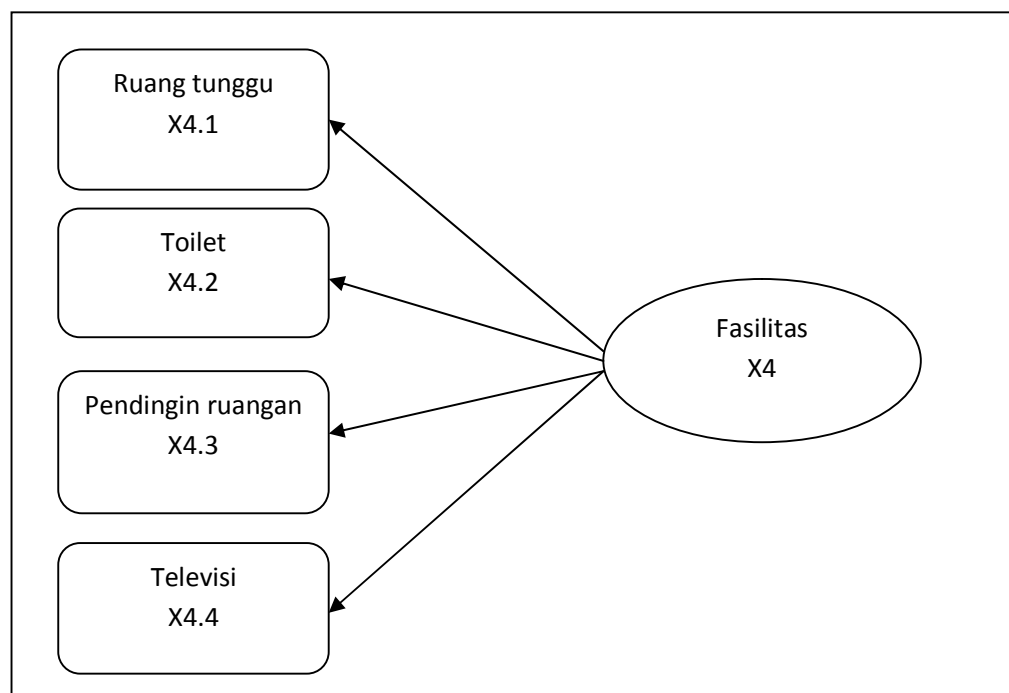 Ruang tunggu
X4.1
Toilet
X4.2
Fasilitas
X4
Pendingin ruangan
X4.3
Televisi
X4.4